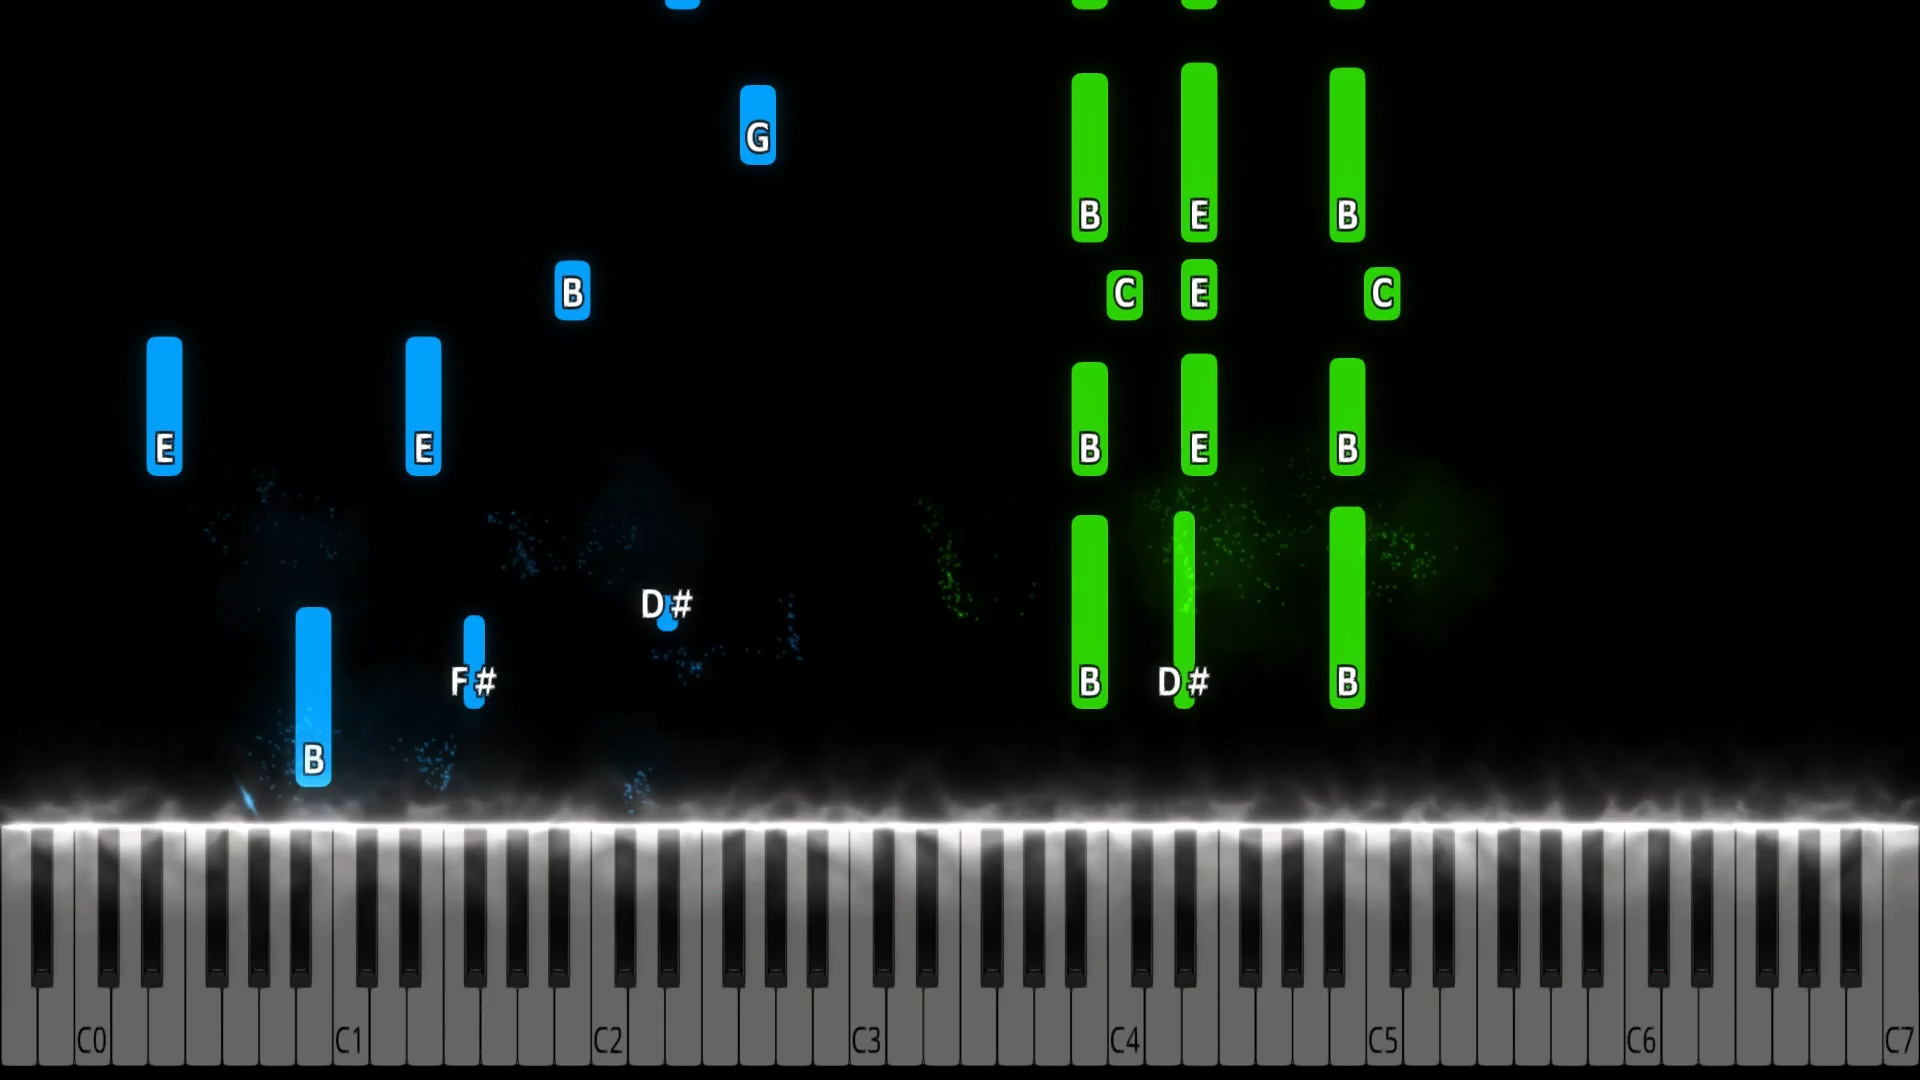 G
B E B
B C E C
E E B E B
D#
F# B D# B
B
C0 C1 C2 C3 C4 C5 C6 C7